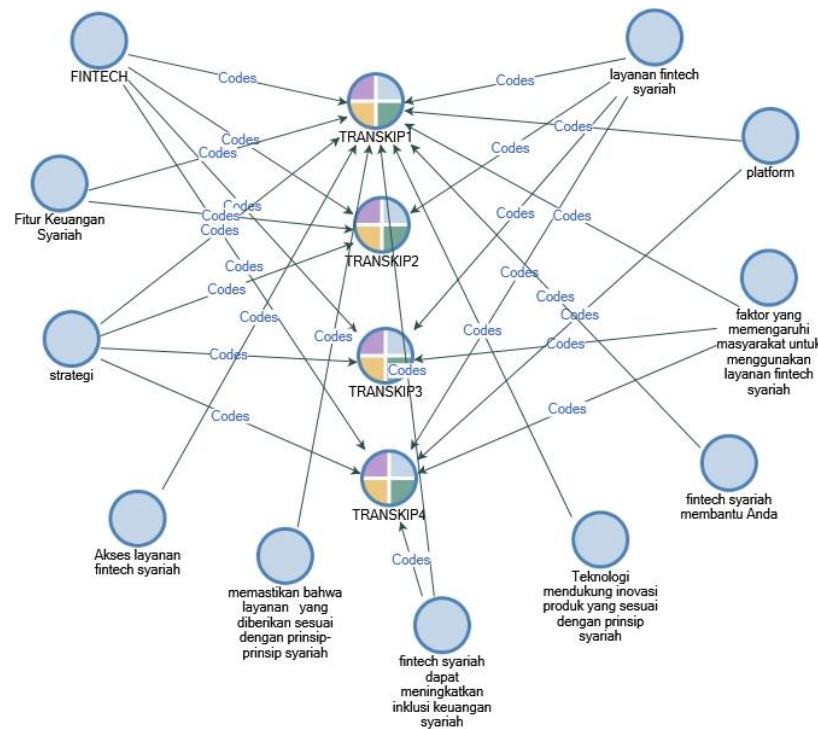 FINTECH
layanan fintech
syariah
Codes
Codes
TRANSKIP1
platform
Codes
Codes
Codes
Codes
Fitur Keuangan
Syariah
Codes
Codes
Codes
Codes
Codes
TRANSKIP2
Codes
Codes
Codes
Codes
faktor yang
memengaruhi
masyarakat untuk
menggunakan
layanan fintech
syariah
Codes
Codes
Codes
Codes
Codes
strategi
TRANSKIP3
Codes
Codes
Codes
TRANSKIP4
fintech syariah
membantu Anda
Akses layanan
fintech syariah
memastikan bahwa
layanan yang
diberikan sesuai
dengan prinsip-
prinsip syariah
Codes
Teknologi
mendukung inovasi
produk yang sesuai
dengan prinsip
syariah
fintech syariah
dapat
meningkatkan
inklusi keuangan
syariah